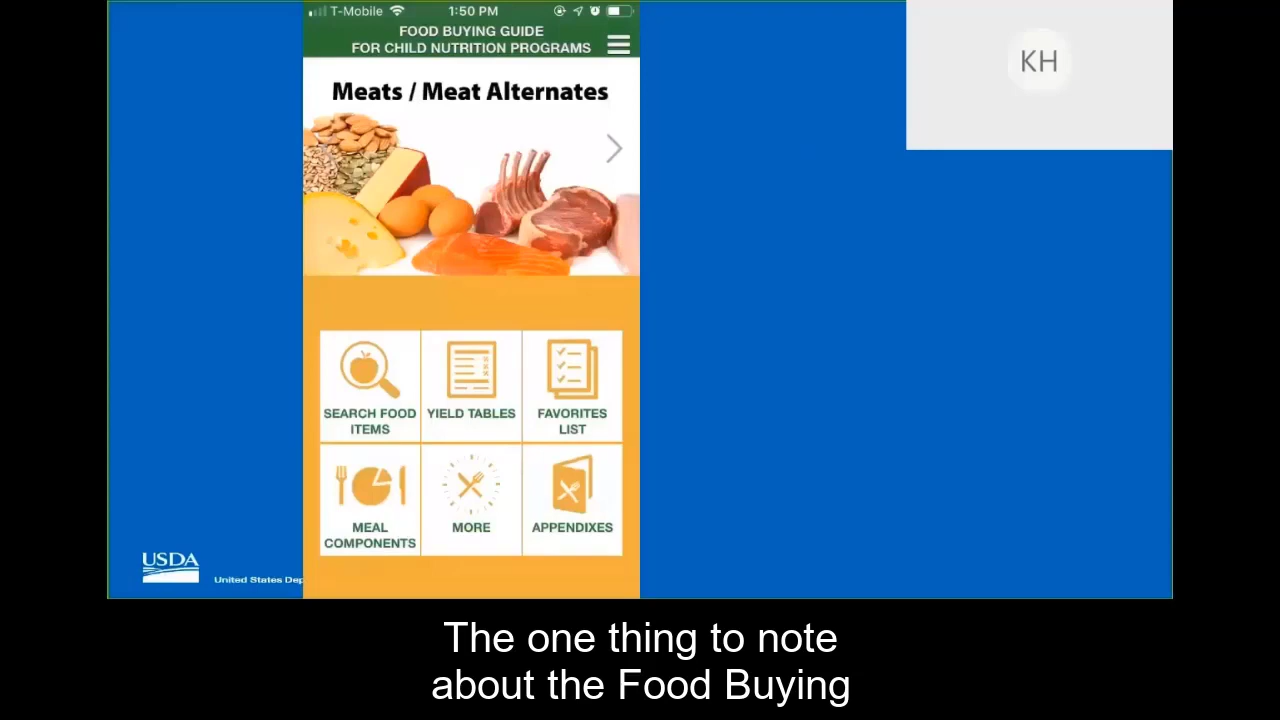 T-Mobile 1:50 PM
FOOD BUYING GUIDE
FOR CHILD NUTRITION PROGRAMS
KH
Meats / Meat Alternates
SEARCH FOOD
ITEMS
YIELD TABLES
FAVORITES
LIST
MEAL
COMPONENTS
MORE
APPENDIXES
USDA
United States Dep
The one thing to note
about the Food Buying